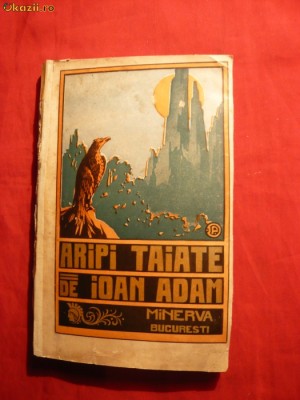 okazii.ro
ARIPI TAIATE
DE IOAN ADAM
MINERVA
BUCURESTI